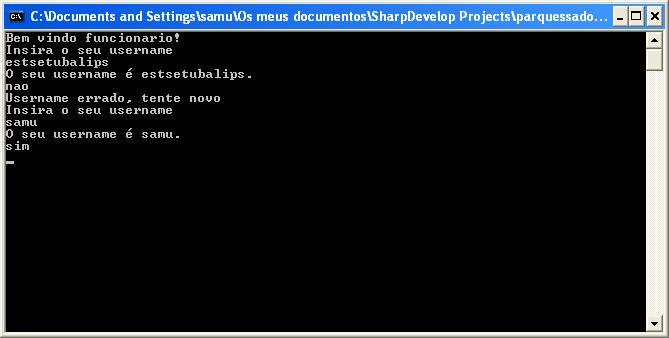 C:\Documents and Settings\samu\Os meus documentos\SharpDevelop Projects\parquessado...
Bem vindo funcionario!
Insira o seu username
estsetubalips
O seu username é estsetubalips.
nao
Username errado, tente novo
Insira o seu username
samu
O seu username é samu.
sim